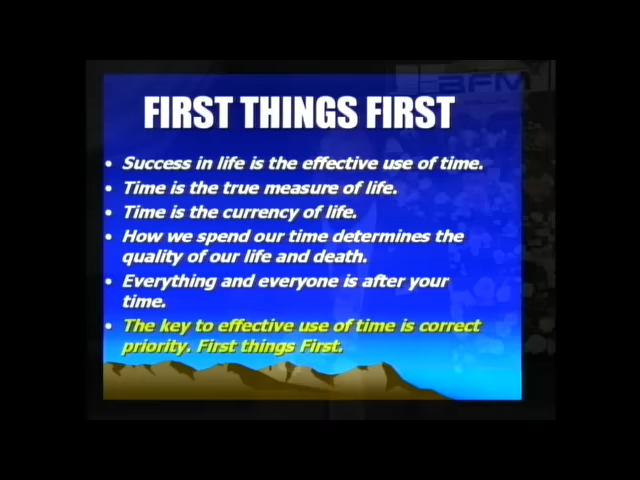 BFM
FIRST THINGS FIRST
• Success in life is the effective use of time.
• Time is the true measure of life.
• Time is the currency of life.
• How we spend our time determines the
quality of our life and death.
• Everything and everyone is after your
time.
• The key to effective use of time is correct
priority. First things First.